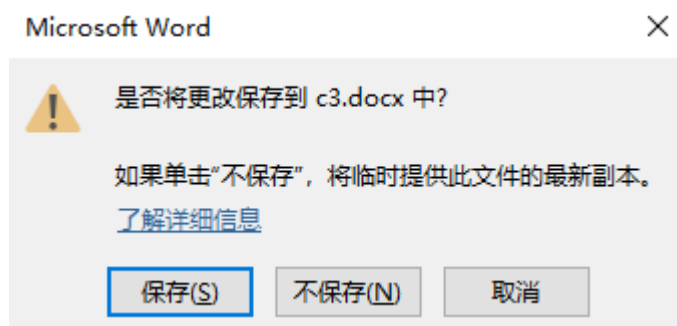 Microsoft Word
是否将更改保存到 c3.docx 中?
如果单击“不保存”，将临时提供此文件的最新副本。
了解详细信息
保存(S)
不保存(N)
取消